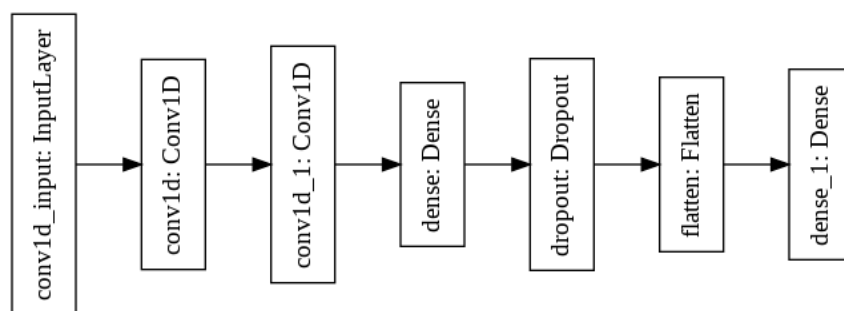 conv1d_input: InputLayer
conv1d: Conv1D
conv1d_1: Conv1D
dense: Dense
dropout: Dropout
flatten: Flatten
dense_1: Dense